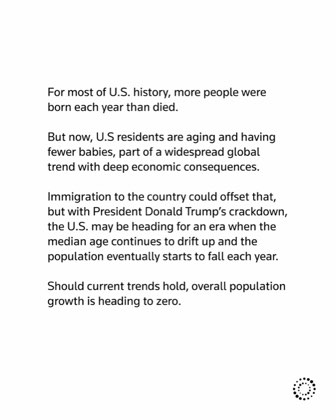 For most of U.S. history, more people were
born each year than died.
But now, U.S residents are aging and having
fewer babies, part of a widespread global
trend with deep economic consequences.
Immigration to the country could offset that,
but with President Donald Trump's crackdown,
the U.S. may be heading for an era when the
median age continues to drift up and the
population eventually starts to fall each year.
Should current trends hold, overall population
growth is heading to zero.